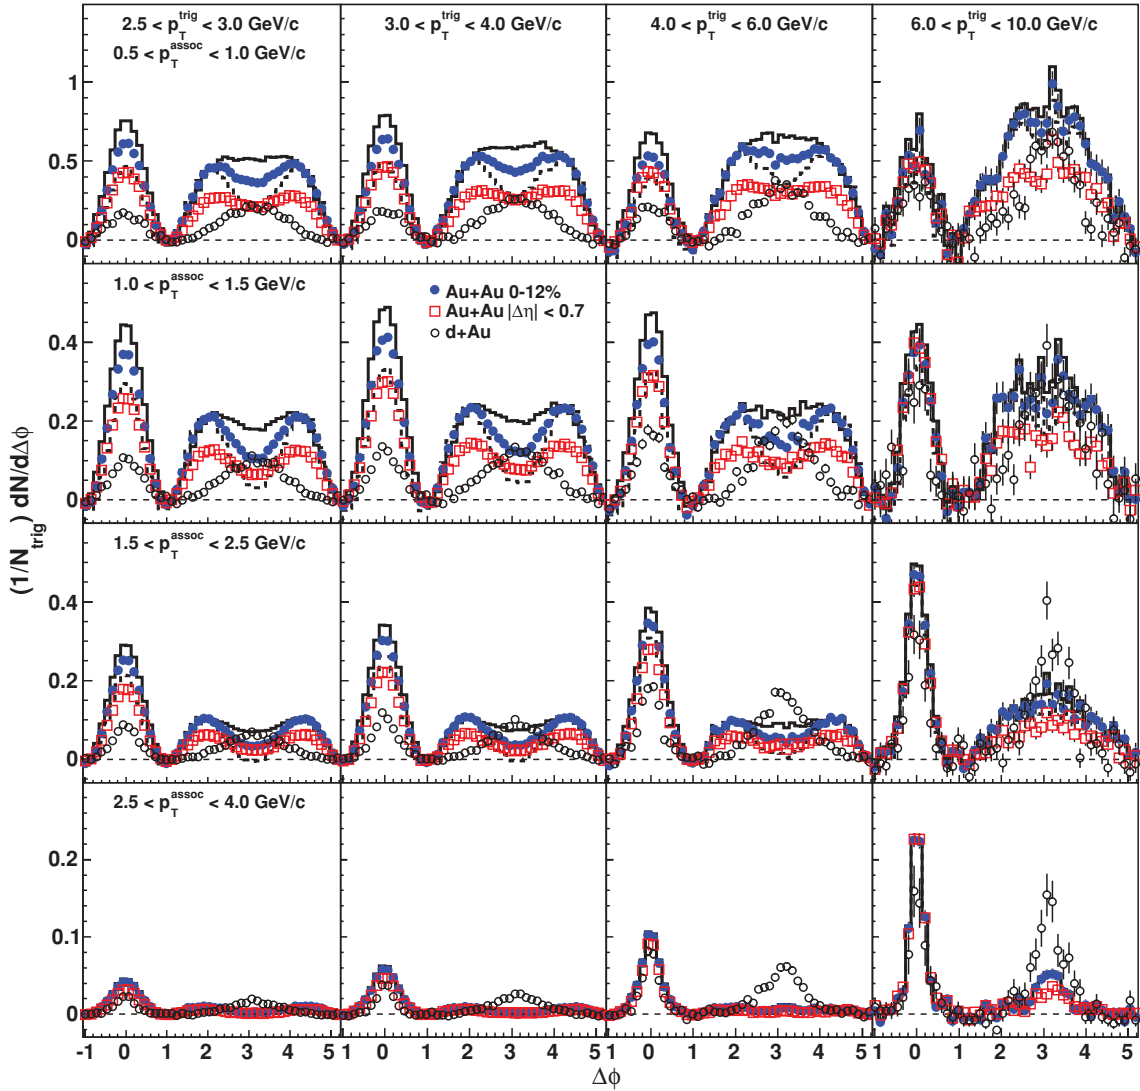 2.5 < p_T^trig < 3.0 GeV/c
0.5 < p_T^assoc < 1.0 GeV/c
3.0 < p_T^trig < 4.0 GeV/c
4.0 < p_T^trig < 6.0 GeV/c
6.0 < p_T^trig < 10.0 GeV/c
1
0.5
0
1.0 < p_T^assoc < 1.5 GeV/c
Au+Au 0-12%
Au+Au |Δη| < 0.7
d+Au
0.4
0.3
0.2
0.1
0
(1/N_trig) dN/dΔφ
1.5 < p_T^assoc < 2.5 GeV/c
0.4
0.2
0
2.5 < p_T^assoc < 4.0 GeV/c
0.2
0.1
0
-1 0 1 2 3 4 5 1 0 1 2 3 4 5 1 0 1 2 3 4 5 1 0 1 2 3 4 5
Δφ